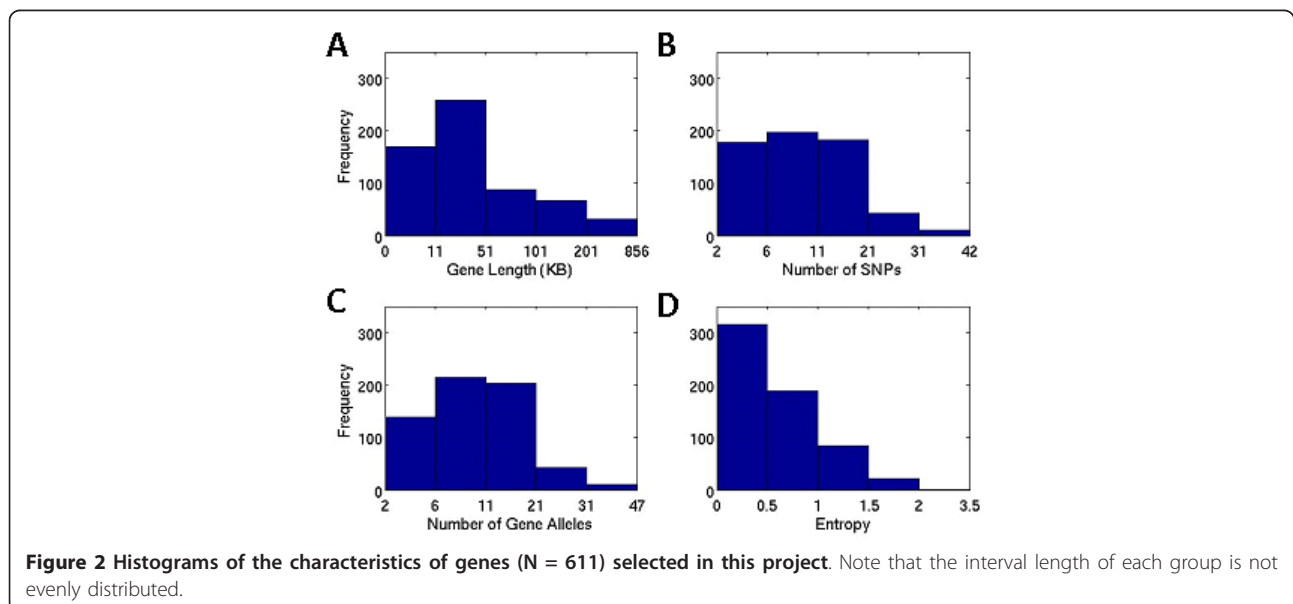 A
B
300
200
100
0
Frequency
0 11 51 101 201 856
Gene Length (KB)
300
200
100
0
2 6 11 21 31 42
Number of SNPs
C
D
300
200
100
0
Frequency
2 6 11 21 31 47
Number of Gene Alleles
300
200
100
0
0 0.5 1 1.5 2 3.5
Entropy
Figure 2 Histograms of the characteristics of genes (N = 611) selected in this project. Note that the interval length of each group is not
evenly distributed.